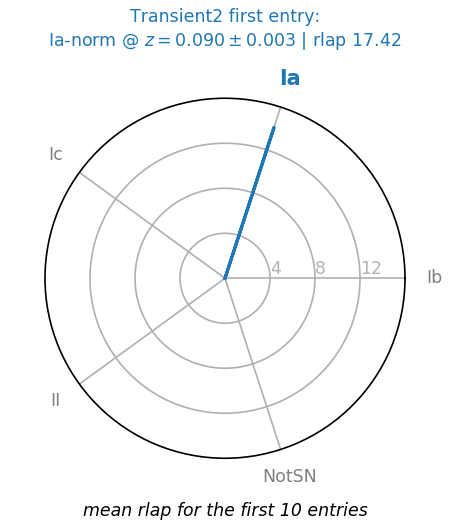 Transient2 first entry:
Ia-norm @ z = 0.090 ± 0.003 | rlap 17.42
Ia
Ic
4 8 12
Ib
II
NotSN
mean rlap for the first 10 entries